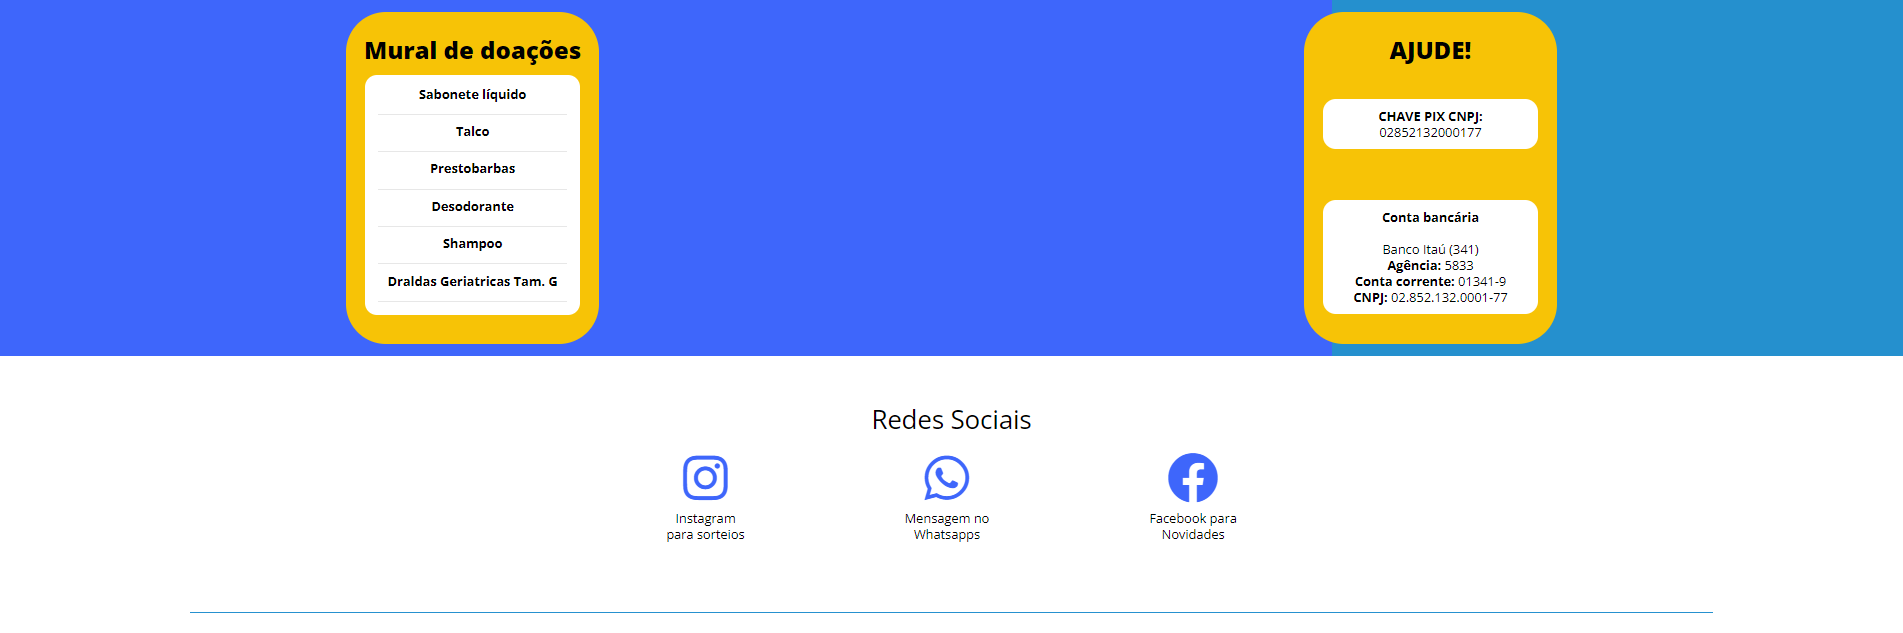 Mural de doações
Sabonete líquido
Talco
Prestobarbas
Desodorante
Shampoo
Draldas Geriatricas Tam. G
AJUDE!
CHAVE PIX CNPJ:
02852132000177
Conta bancária
Banco Itaú (341)
Agência: 5833
Conta corrente: 01341-9
CNPJ: 02.852.132.0001-77
Redes Sociais
Instagram
para sorteios
Mensagem no
Whatsapps
Facebook para
Novidades